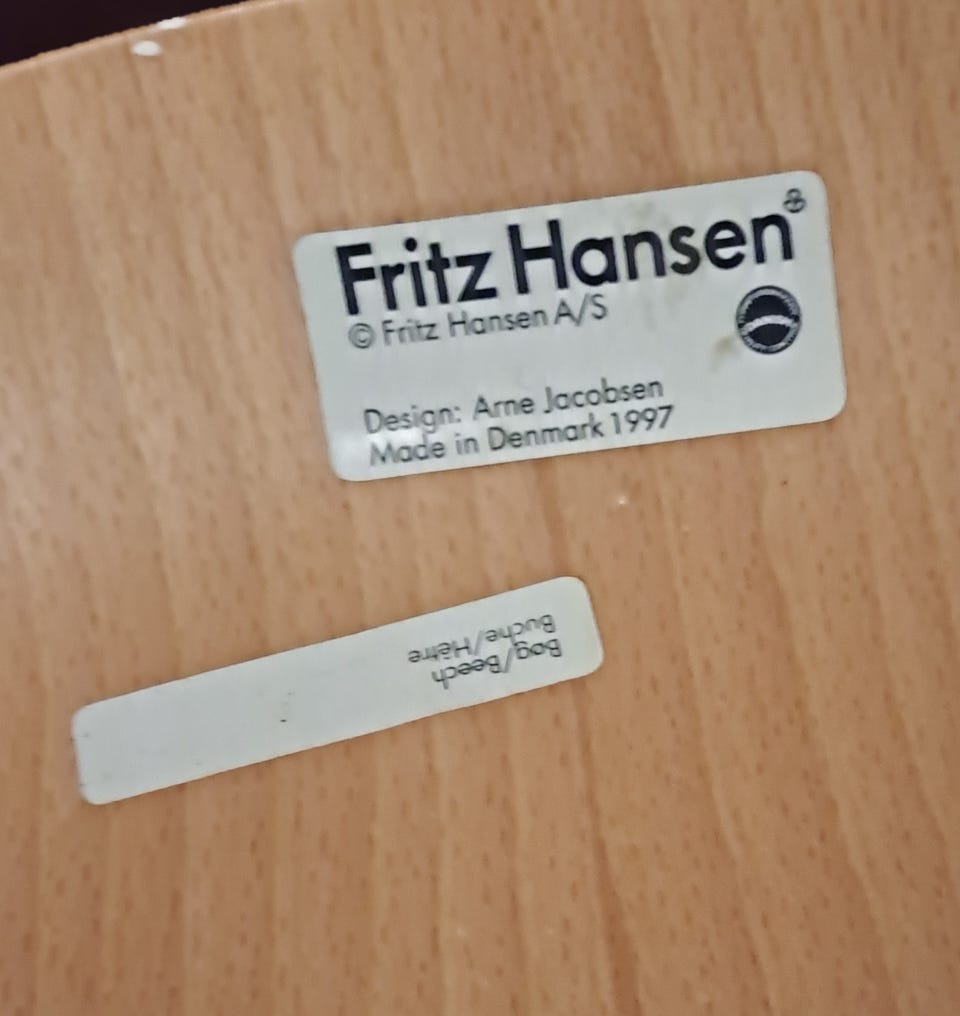 Fritz Hansen
© Fritz Hansen A/S
Design: Arne Jacobsen
Made in Denmark 1997
Bøg/Beech
Buche/Hêtre